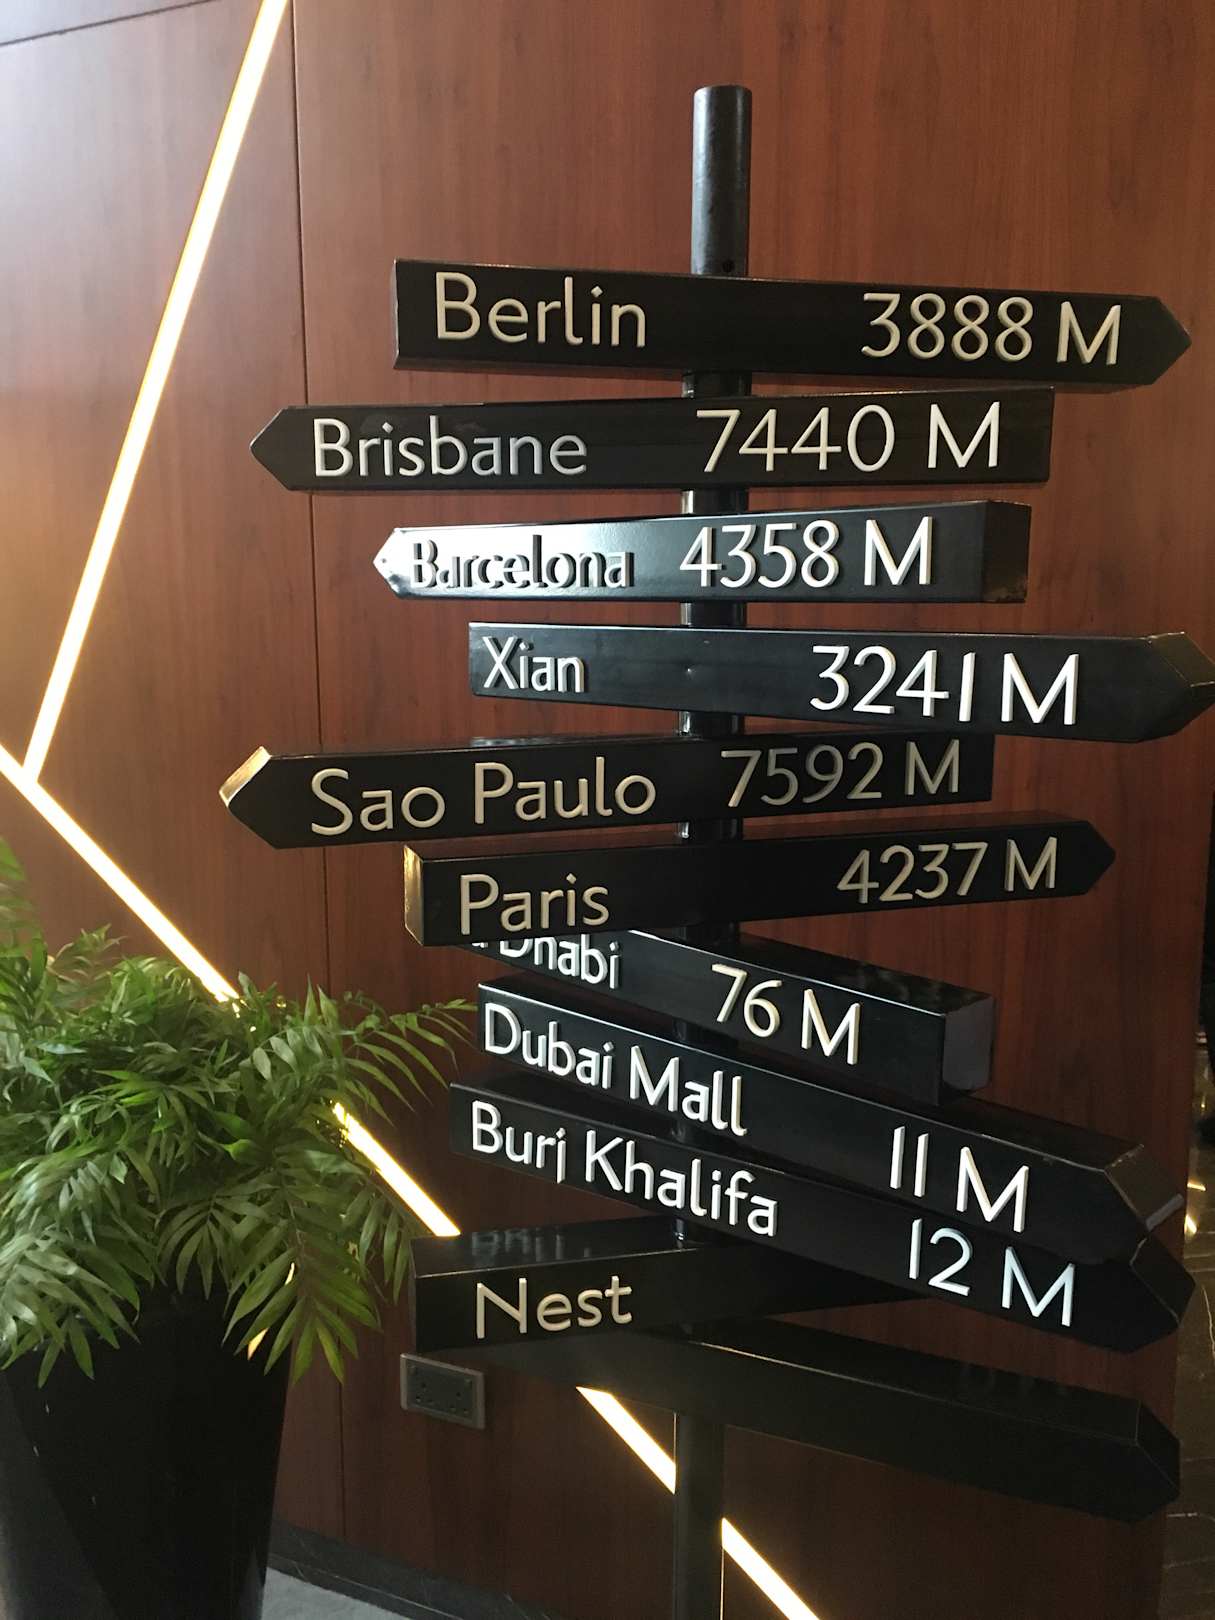 Berlin 3888 M
Brisbane 7440 M
Barcelona 4358 M
Xian 3241 M
Sao Paulo 7592 M
Paris 4237 M
Dhabi 76 M
Dubai Mall 11 M
Burj Khalifa 12 M
Nest